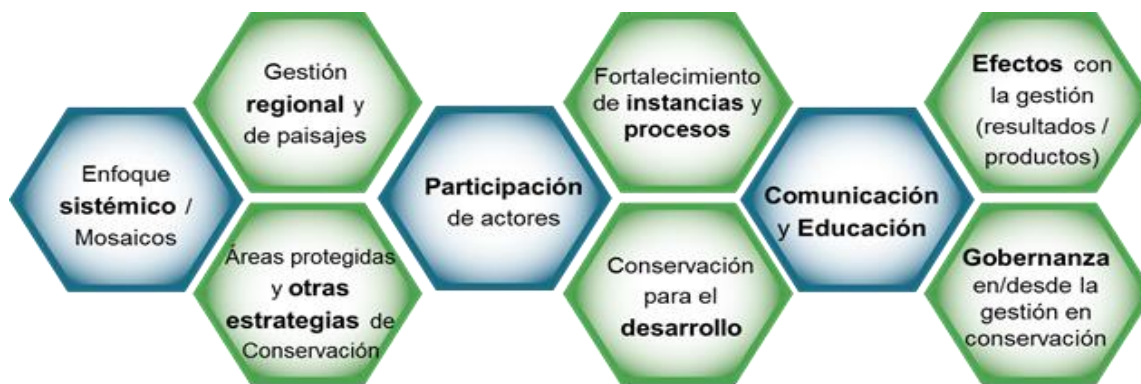 Enfoque
sistémico /
Mosaicos
Gestión
regional y
de paisajes
Áreas protegidas
y otras
estrategias de
Conservación
Participación
de actores
Fortalecimiento
de instancias y
procesos
Conservación
para el
desarrollo
Comunicación
y Educación
Efectos con
la gestión
(resultados /
productos)
Gobernanza
en/desde la
gestión en
conservación